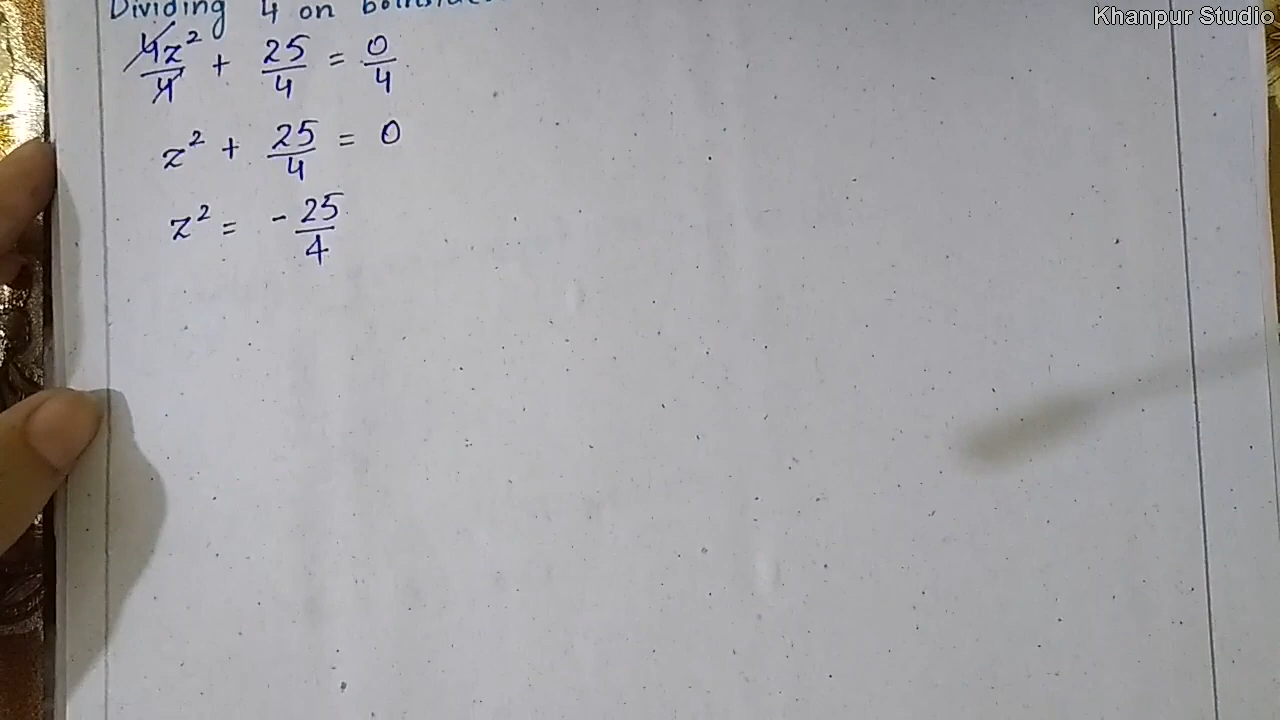 Khanpur Studio
Dividing 4 on
4z²/4 + 25/4 = 0/4
z² + 25/4 = 0
z² = - 25/4